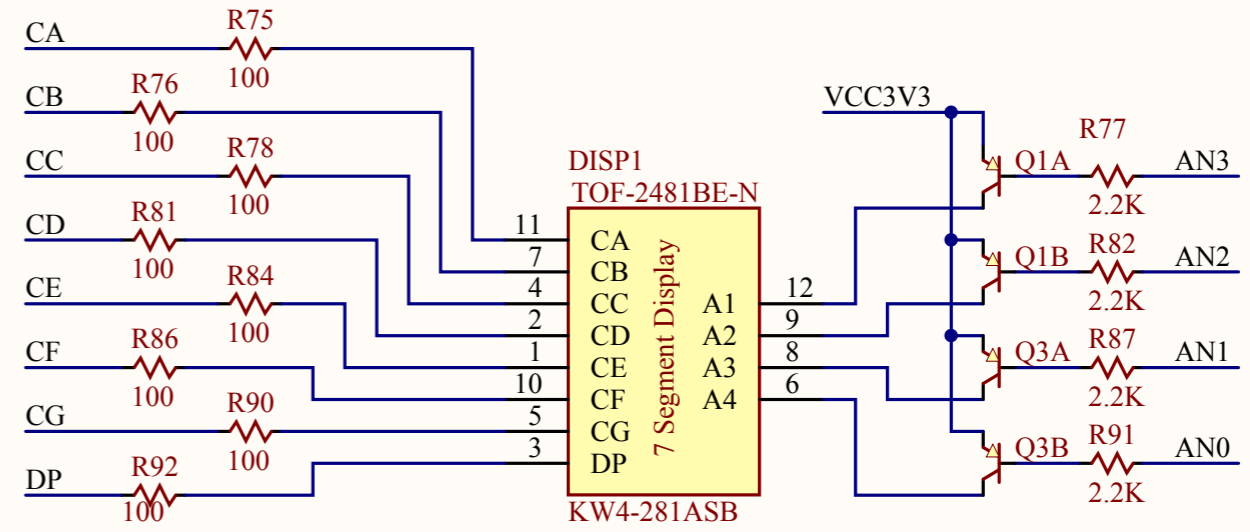 CA
R75
100
CB
R76
100
CC
R78
100
CD
R81
100
CE
R84
100
CF
R86
100
CG
R90
100
DP
R92
100
DISP1
TOF-2481BE-N
11 CA
7 CB
4 CC
2 CD
1 CE
10 CF
5 CG
3 DP
7 Segment Display
A1 12
A2 9
A3 8
A4 6
KW4-281ASB
VCC3V3
R77
Q1A AN3
2.2K
R82
Q1B AN2
2.2K
R87
Q3A AN1
2.2K
R91
Q3B AN0
2.2K